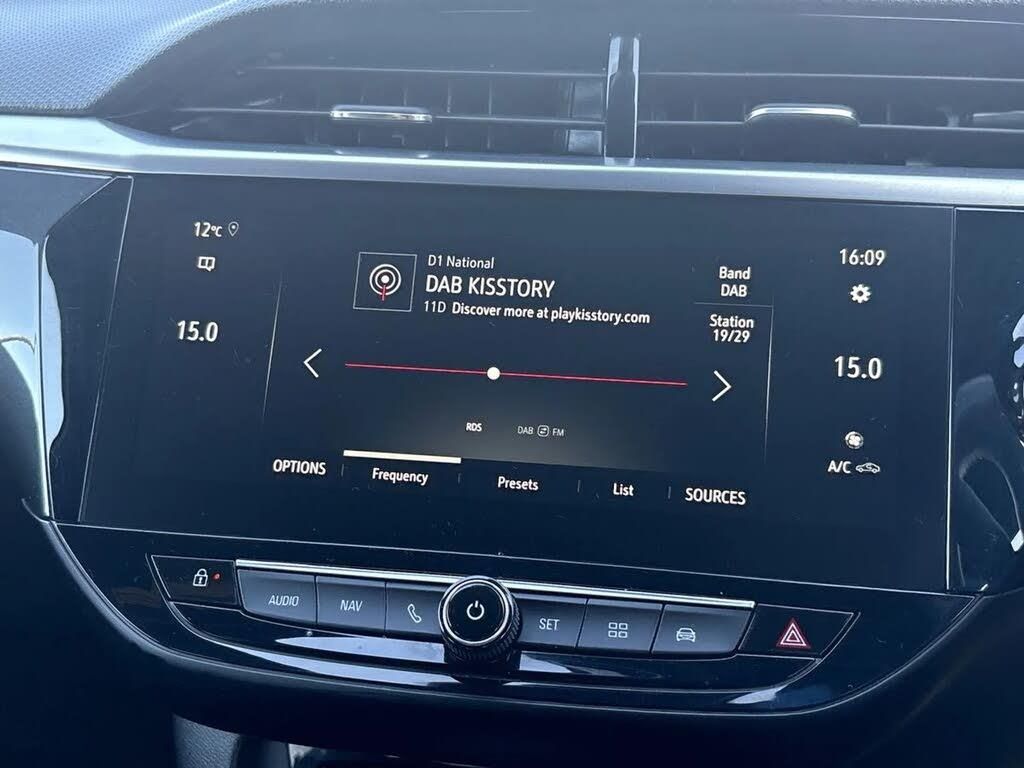 12°C
15.0
D1 National
DAB KISSTORY
11D Discover more at playkisstory.com
Band
DAB
Station
19/29
16:09
15.0
RDS
DAB FM
A/C
OPTIONS
Frequency
Presets
List
SOURCES
AUDIO
NAV
SET